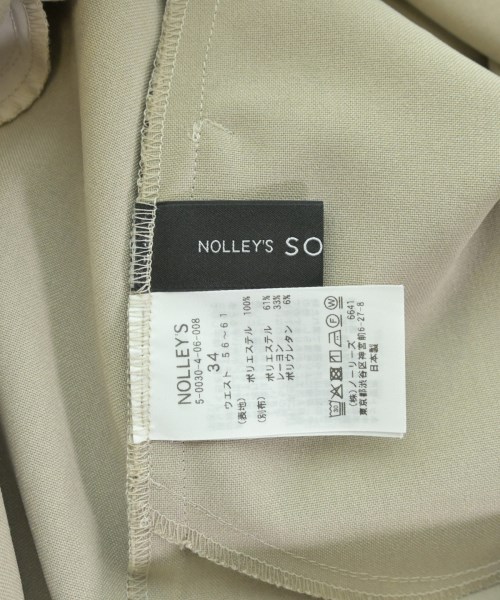 NOLLEY'S SO
NOLLEY'S
5-0030-4-06-008
34
ウエスト 56～61
(表地) ポリエステル 100%
(別布) ポリエステル 61%
レーヨン 33%
ポリウレタン 6%
(株)ノーリーズ 6641
東京都渋谷区神宮前6-27-8
日本製